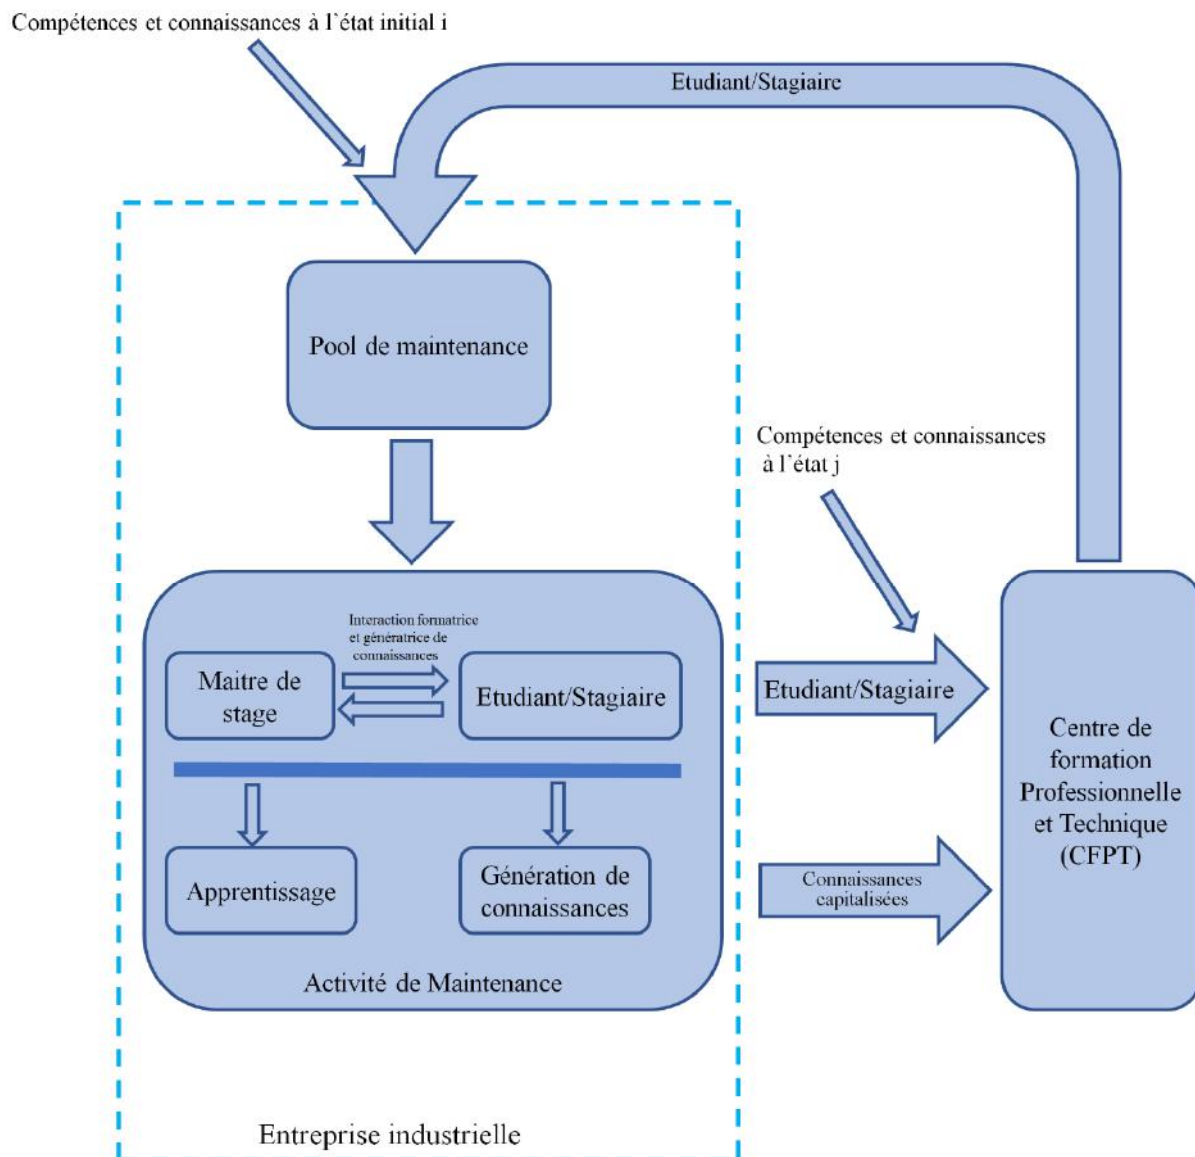 Compétences et connaissances à l`état initial i
Etudiant/Stagiaire
Pool de maintenance
Compétences et connaissances
à l`état j
Interaction formatrice
et génératrice de
connaissances
Maitre de
stage
Etudiant/Stagiaire
Etudiant/Stagiaire
Centre de
formation
Professionnelle
et Technique
(CFPT)
Apprentissage
Génération de
connaissances
Connaissances
capitalisées
Activité de Maintenance
Entreprise industrielle